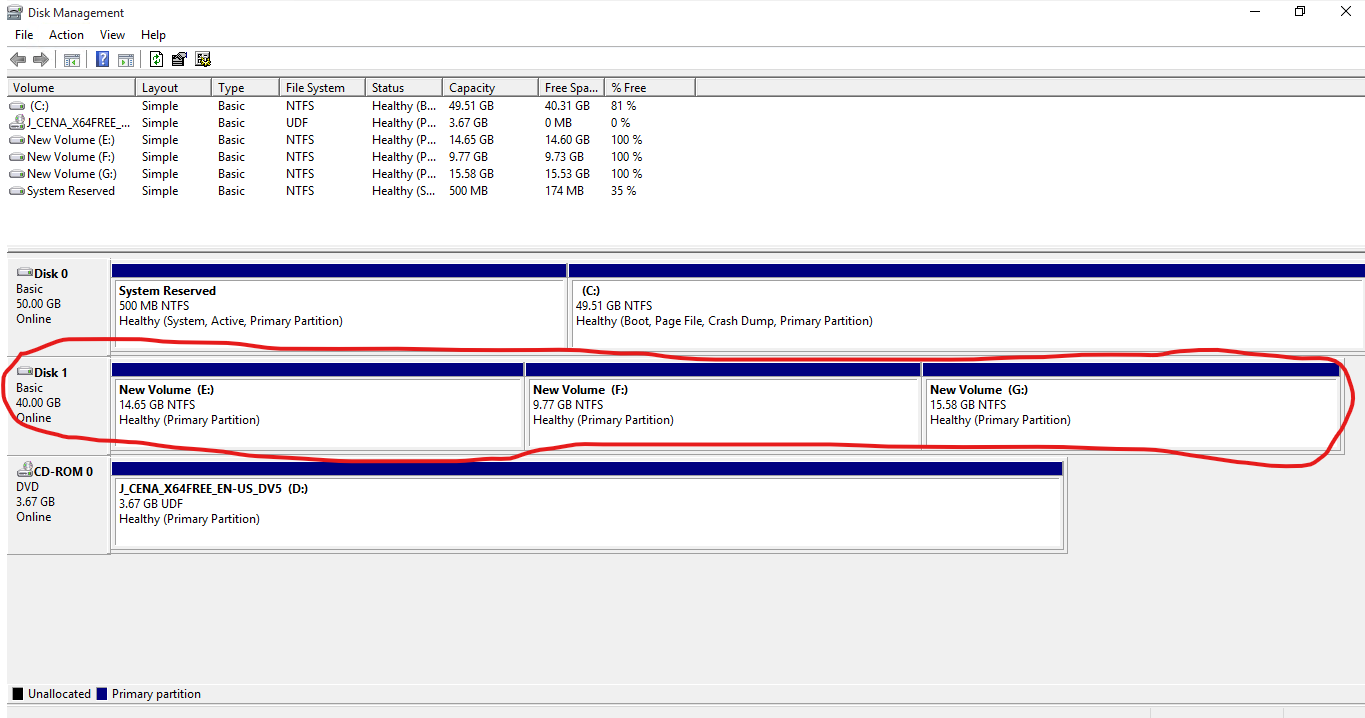 Disk Management
File Action View Help
Volume Layout Type File System Status Capacity Free Spa... % Free
(C:) Simple Basic NTFS Healthy (B... 49.51 GB 40.31 GB 81 %
J_CENA_X64FREE_... Simple Basic UDF Healthy (P... 3.67 GB 0 MB 0 %
New Volume (E:) Simple Basic NTFS Healthy (P... 14.65 GB 14.60 GB 100 %
New Volume (F:) Simple Basic NTFS Healthy (P... 9.77 GB 9.73 GB 100 %
New Volume (G:) Simple Basic NTFS Healthy (P... 15.58 GB 15.53 GB 100 %
System Reserved Simple Basic NTFS Healthy (S... 500 MB 174 MB 35 %
Disk 0
Basic
50.00 GB
Online
System Reserved
500 MB NTFS
Healthy (System, Active, Primary Partition)
(C:)
49.51 GB NTFS
Healthy (Boot, Page File, Crash Dump, Primary Partition)
Disk 1
Basic
40.00 GB
Online
New Volume (E:)
14.65 GB NTFS
Healthy (Primary Partition)
New Volume (F:)
9.77 GB NTFS
Healthy (Primary Partition)
New Volume (G:)
15.58 GB NTFS
Healthy (Primary Partition)
CD-ROM 0
DVD
3.67 GB
Online
J_CENA_X64FREE_EN-US_DV5 (D:)
3.67 GB UDF
Healthy (Primary Partition)
Unallocated Primary partition